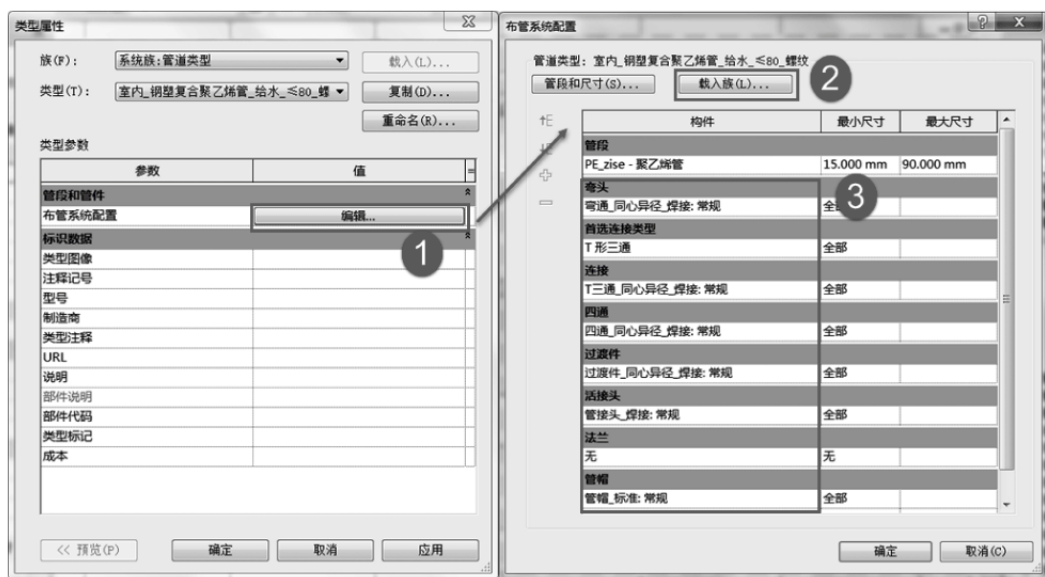 类型属性
族(F): 系统族:管道类型 载入(L)...
类型(T): 室内_钢塑复合聚乙烯管_给水_≤80_螺 复制(D)...
重命名(R)...
类型参数
参数 值
管段和管件
布管系统配置 编辑...
1
标识数据
类型图像
注释记号
型号
制造商
类型注释
URL
说明
部件说明
部件代码
类型标记
成本
<< 预览(P) 确定 取消 应用
布管系统配置
管道类型: 室内_钢塑复合聚乙烯管_给水_≤80_螺纹
管段和尺寸(S)... 载入族(L)... 2
构件 最小尺寸 最大尺寸
管段
PE_zise - 聚乙烯管 15.000 mm 90.000 mm
弯头 3
弯通_同心异径_焊接: 常规
首选连接类型
T 形三通 全部
连接
T三通_同心异径_焊接: 常规 全部
四通
四通_同心异径_焊接: 常规 全部
过渡件
过渡件_同心异径_焊接: 常规 全部
活接头
管接头_焊接: 常规 全部
法兰
无 无
管帽
管帽_标准: 常规 全部
确定 取消(C)